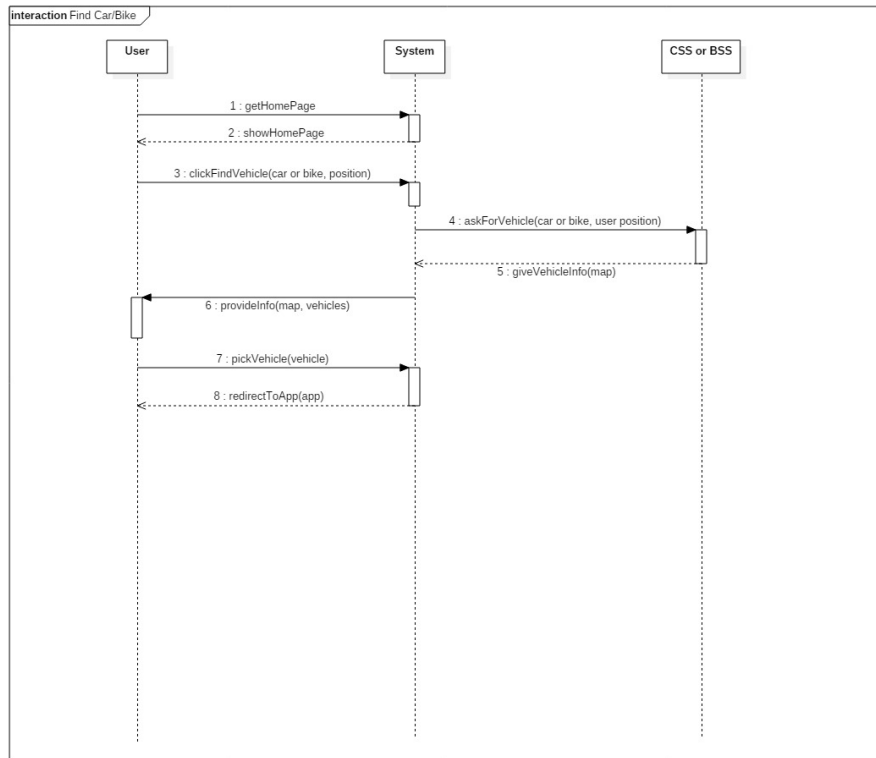 interaction Find Car/Bike
User
System
CSS or BSS
1 : getHomePage
2 : showHomePage
3 : clickFindVehicle(car or bike, position)
4 : askForVehicle(car or bike, user position)
5 : giveVehicleInfo(map)
6 : provideInfo(map, vehicles)
7 : pickVehicle(vehicle)
8 : redirectToApp(app)